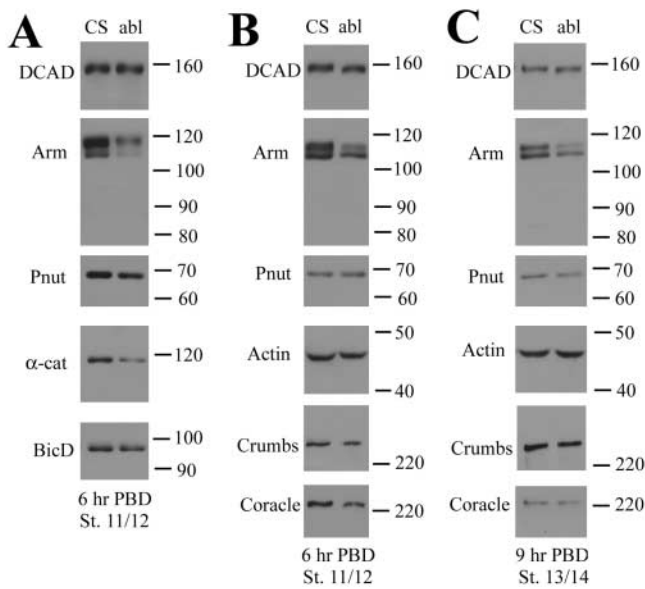 A
CS abl
DCAD
160
Arm
120
100
90
80
Pnut
70
60
α-cat
120
BicD
100
90
6 hr PBD
St. 11/12
B
CS abl
DCAD
160
Arm
120
100
90
80
Pnut
70
60
Actin
50
40
Crumbs
220
Coracle
220
6 hr PBD
St. 11/12
C
CS abl
DCAD
160
Arm
120
100
90
80
Pnut
70
60
Actin
50
40
Crumbs
220
Coracle
220
9 hr PBD
St. 13/14